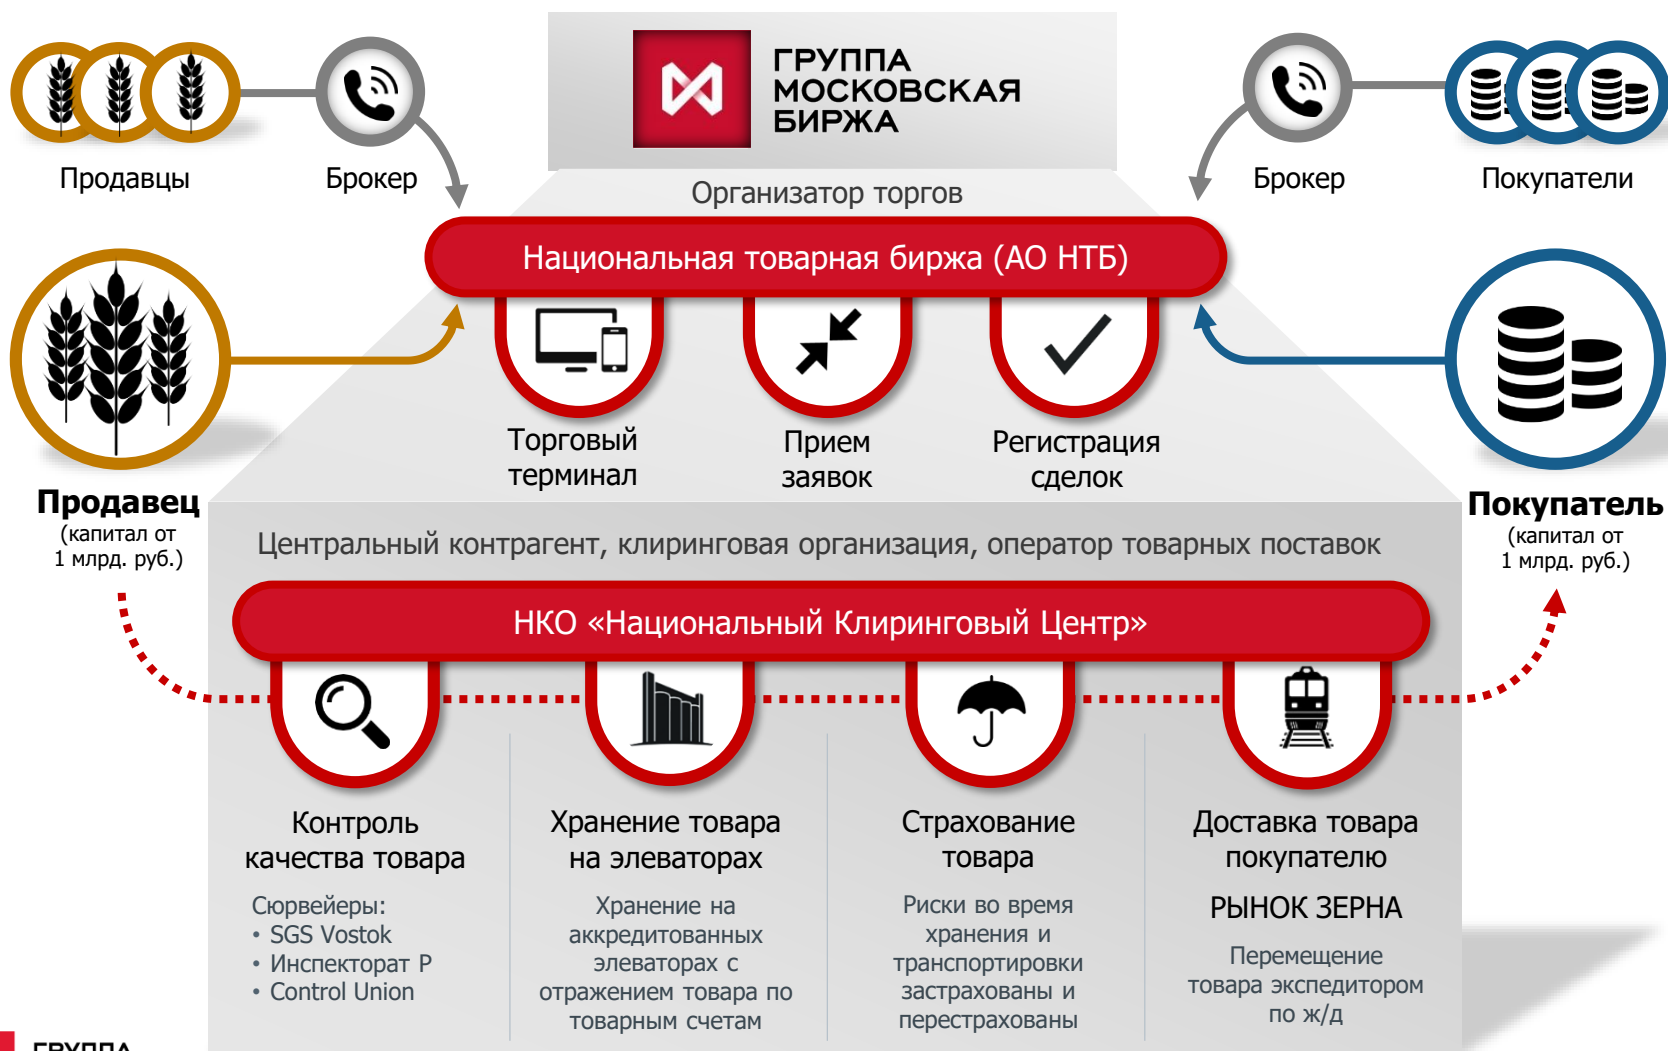 ГРУППА
МОСКОВСКАЯ
БИРЖА
Продавцы
Брокер
Брокер
Покупатели
Организатор торгов
Национальная товарная биржа (АО НТБ)
Торговый
терминал
Прием
заявок
Регистрация
сделок
Продавец
(капитал от
1 млрд. руб.)
Покупатель
(капитал от
1 млрд. руб.)
Центральный контрагент, клиринговая организация, оператор товарных поставок
НКО «Национальный Клиринговый Центр»
Контроль
качества товара
Сюрвейеры:
• SGS Vostok
• Инспекторат Р
• Control Union
Хранение товара
на элеваторах
Хранение на
аккредитованных
элеваторах с
отражением товара по
товарным счетам
Страхование
товара
Риски во время
хранения и
транспортировки
застрахованы и
перестрахованы
Доставка товара
покупателю
РЫНОК ЗЕРНА
Перемещение
товара экспедитором
по ж/д
ГРУППА